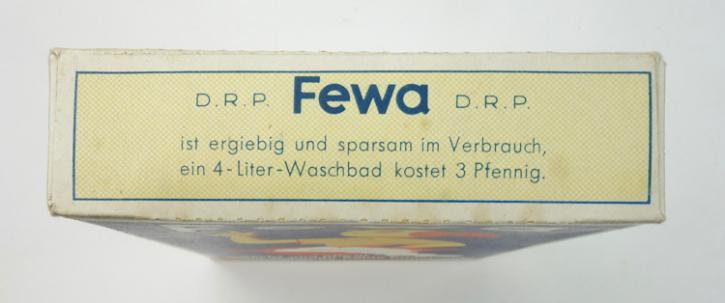 D.R.P. Fewa D.R.P.
ist ergiebig und sparsam im Verbrauch,
ein 4-Liter-Waschbad kostet 3 Pfennig.